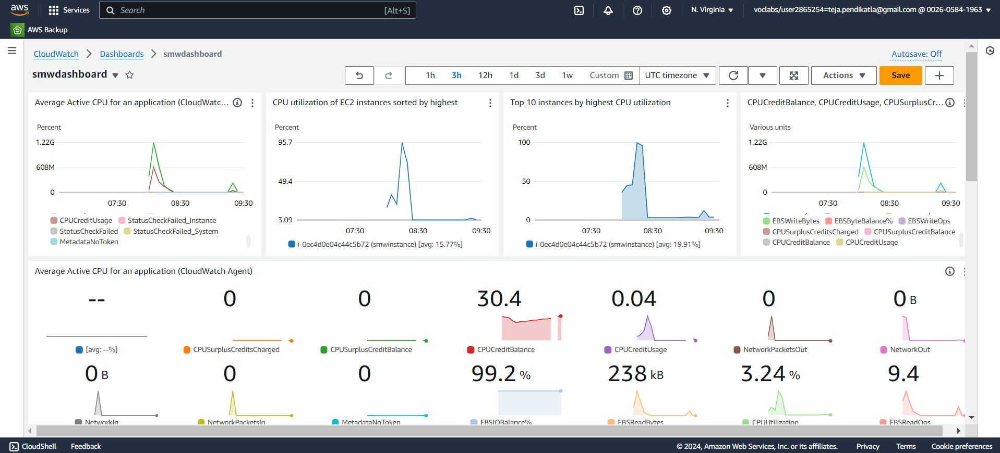 aws
Services
Search
[Alt+S]
N. Virginia
voclabs/user2865254=teja.pendikatla@gmail.com @ 0026-0584-1963
AWS Backup
CloudWatch
Dashboards
smwdashboard
Autosave: Off
smwdashboard
1h 3h 12h 1d 3d 1w Custom
UTC timezone
Actions
Save
Average Active CPU for an application (CloudWatc...
Percent
1.22G
608M
0
07:30 08:30 09:30
CPUCreditUsage StatusCheckFailed_Instance
StatusCheckFailed StatusCheckFailed_System
MetadataNoToken
CPU utilization of EC2 instances sorted by highest
Percent
95.7
49.4
3.09
07:30 08:30 09:30
i-0ec4d0e04c44c5b72 (smwinstance) [avg: 15.77%]
Top 10 instances by highest CPU utilization
Percent
100
50
0
07:30 08:30 09:30
i-0ec4d0e04c44c5b72 (smwinstance) [avg: 19.91%]
CPUCreditBalance, CPUCreditUsage, CPUSurplusCr...
Various units
1.22G
608M
0
07:30 08:30 09:30
EBSWriteBytes EBSByteBalance% EBSWriteOps
CPUSurplusCreditsCharged CPUSurplusCreditBalance
CPUCreditBalance CPUCreditUsage
Average Active CPU for an application (CloudWatch Agent)
-- 0 0 30.4 0.04 0 0 B
[avg: --%] CPUSurplusCreditsCharged CPUSurplusCreditBalance CPUCreditBalance CPUCreditUsage NetworkPacketsOut NetworkOut
0 B 0 0 99.2 % 238 kB 3.24 % 9.4
NetworkIn NetworkPacketsIn MetadataNoToken EBSIOBalance% EBSReadBytes CPUUtilization EBSReadOps
CloudShell
Feedback
© 2024, Amazon Web Services, Inc. or its affiliates.
Privacy
Terms
Cookie preferences